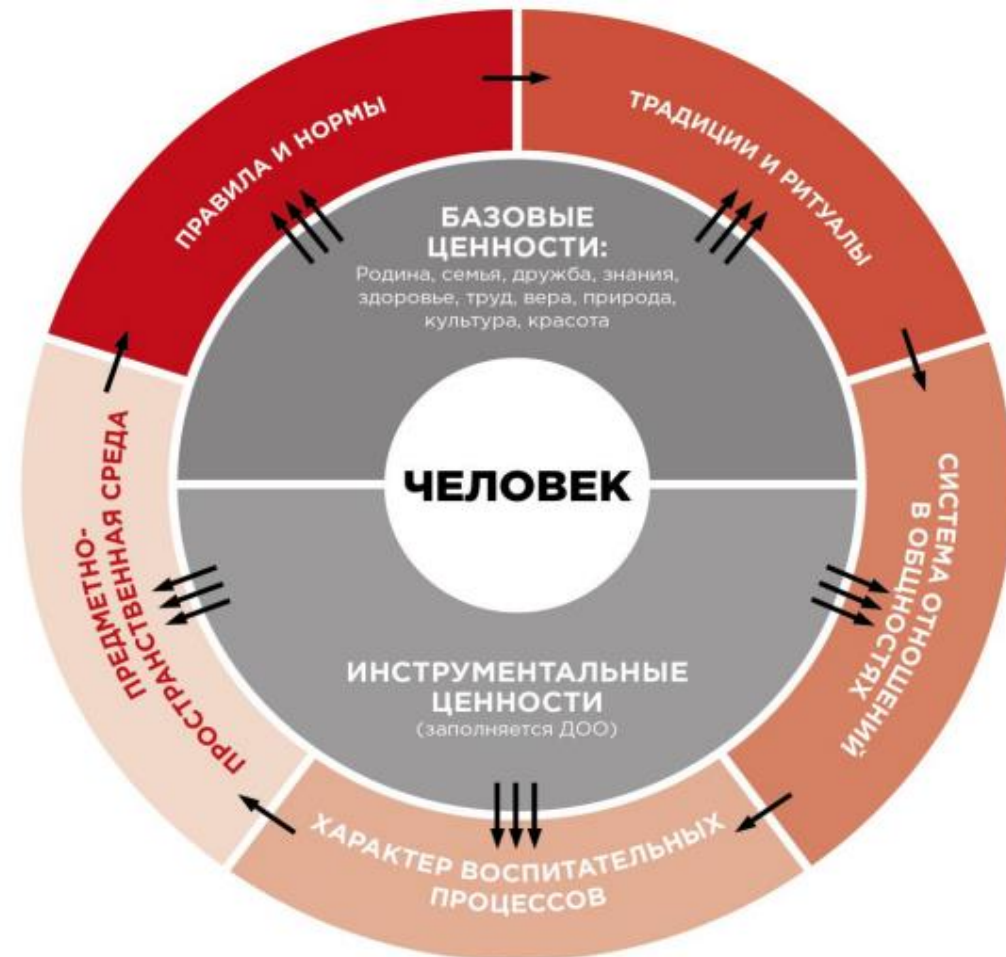 ПРАВИЛА И НОРМЫ
ТРАДИЦИИ И РИТУАЛЫ
БАЗОВЫЕ
ЦЕННОСТИ:
Родина, семья, дружба, знания,
здоровье, труд, вера, природа,
культура, красота
ЧЕЛОВЕК
СИСТЕМА ОТНОШЕНИЙ
В ОБЩНОСТЯХ
ПРЕДМЕТНО-
ПРОСТРАНСТВЕННАЯ СРЕДА
ИНСТРУМЕНТАЛЬНЫЕ
ЦЕННОСТИ
(заполняется ДОО)
ХАРАКТЕР ВОСПИТАТЕЛЬНЫХ
ПРОЦЕССОВ